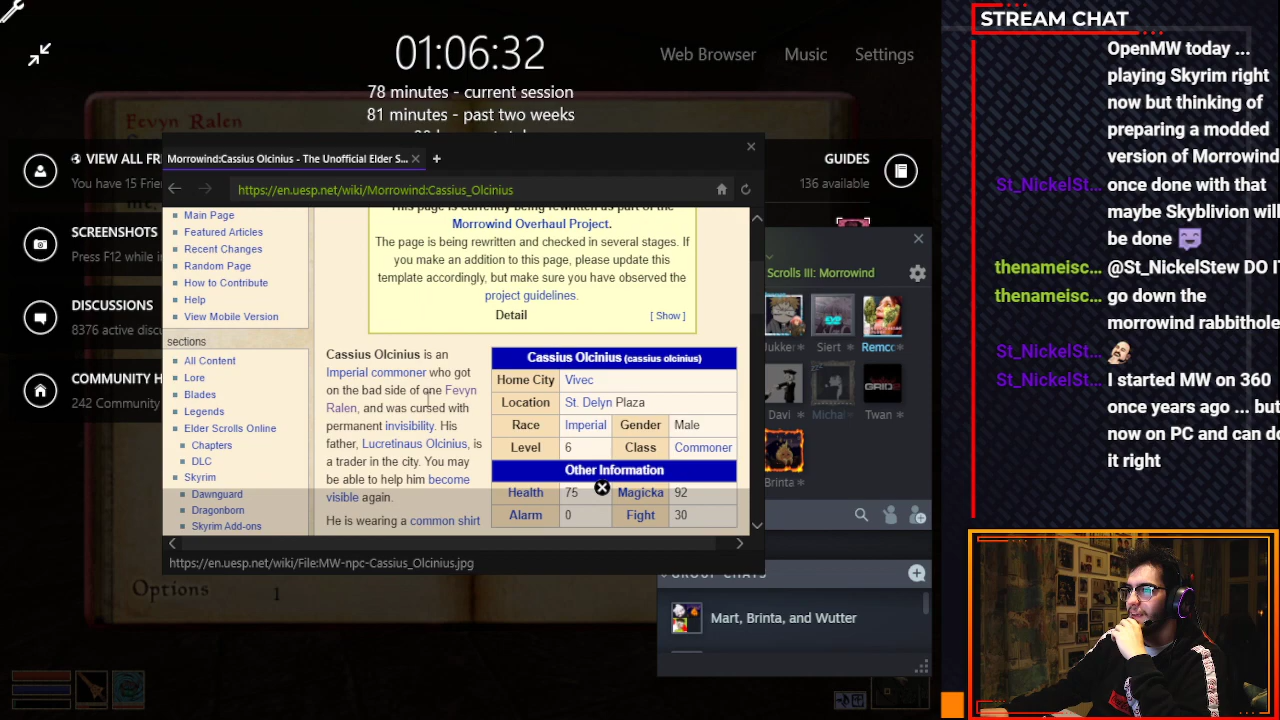 01:06:32
Web Browser
Music
Settings
78 minutes - current session
81 minutes - past two weeks
Fevyn Ralen
VIEW ALL FR
You have 15 Frie
SCREENSHOTS
Press F12 while i
DISCUSSIONS
8376 active disc
COMMUNITY H
242 Community
GUIDES
136 available
Morrowind:Cassius Olcinius - The Unofficial Elder S...
https://en.uesp.net/wiki/Morrowind:Cassius_Olcinius
Main Page
Featured Articles
Recent Changes
Random Page
How to Contribute
Help
View Mobile Version
sections
All Content
Lore
Blades
Legends
Elder Scrolls Online
Chapters
DLC
Skyrim
Dawnguard
Dragonborn
Skyrim Add-ons
This page is currently being rewritten as part of the
Morrowind Overhaul Project.
The page is being rewritten and checked in several stages. If
you make an addition to this page, please update this
template accordingly, but make sure you have observed the
project guidelines.
Detail
[ Show ]
Cassius Olcinius is an
Imperial commoner who got
on the bad side of one Fevyn
Ralen, and was cursed with
permanent invisibility. His
father, Lucretinaus Olcinius, is
a trader in the city. You may
be able to help him become
visible again.
He is wearing a common shirt
Cassius Olcinius (cassius olcinius)
Home City Vivec
Location St. Delyn Plaza
Race Imperial Gender Male
Level 6 Class Commoner
Other Information
Health 75 Magicka 92
Alarm 0 Fight 30
https://en.uesp.net/wiki/File:MW-npc-Cassius_Olcinius.jpg
Scrolls III: Morrowind
Jukker
Siert
Remco
Davi
Michal
Twan
Brinta
GROUP CHATS
Mart, Brinta, and Wutter
Options
1
STREAM CHAT
OpenMW today ...
playing Skyrim right
now but thinking of
preparing a modded
version of Morrowind
St_NickelSt... once done with that
maybe Skyblivion will
be done
thenameisc... @St_NickelStew DO IT
thenameisc... go down the
morrowind rabbithole
St_NickelSt...
St_NickelSt... I started MW on 360
once years ago ... but
now on PC and can do
it right